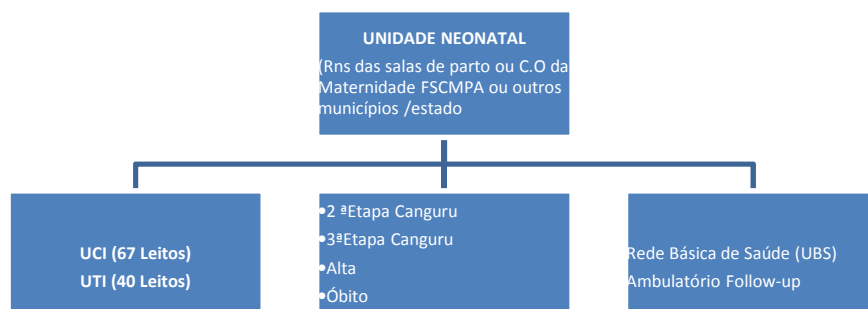 UNIDADE NEONATAL
(Rns das salas de parto ou C.O da
Maternidade FSCMPA ou outros
municípios /estado
UCI (67 Leitos)
UTI (40 Leitos)
•2 ªEtapa Canguru
•3ªEtapa Canguru
•Alta
•Óbito
Rede Básica de Saúde (UBS)
Ambulatório Follow-up